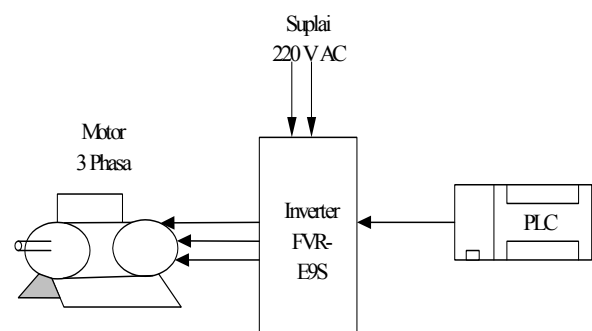 Suplai
220 V AC
Motor
3 Phasa
Inverter
FVR-
E9S
PLC